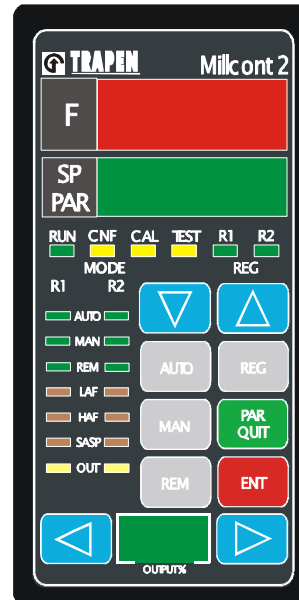 TRAPEN Millcont 2
F
SP
PAR
RUN CNF CAL TEST R1 R2
MODE REG
R1 R2
AUTO
MAN
REM
LAF
HAF
SASP
OUT
AUTO REG
MAN PAR QUIT
REM ENT
OUTPUT%